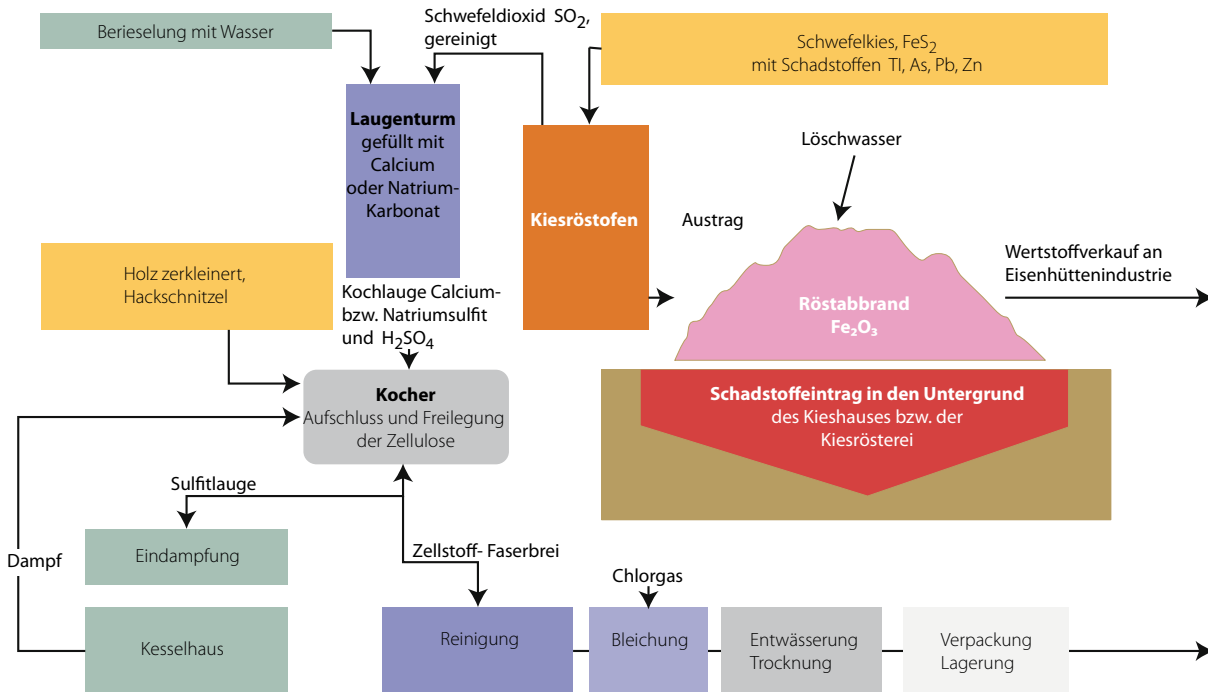 Berieselung mit Wasser
Schwefeldioxid SO₂,
gereinigt
Schwefelkies, FeS₂
mit Schadstoffen Tl, As, Pb, Zn
Laugenturm
gefüllt mit
Calcium
oder Natrium-
Karbonat
Kiesröstofen
Löschwasser
Austrag
Röstabbrand
Fe₂O₃
Wertstoffverkauf an
Eisenhüttenindustrie
Holz zerkleinert,
Hackschnitzel
Kochlauge Calcium-
bzw. Natriumsulfit
und H₂SO₄
Kocher
Aufschluss und Freilegung
der Zellulose
Schadstoffeintrag in den Untergrund
des Kieshauses bzw. der
Kiesrösterei
Sulfitlauge
Eindampfung
Dampf
Zellstoff- Faserbrei
Chlorgas
Kesselhaus
Reinigung
Bleichung
Entwässerung
Trocknung
Verpackung
Lagerung